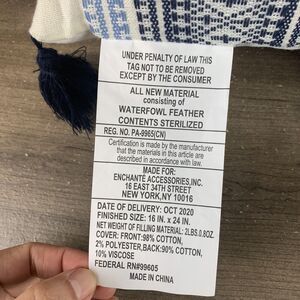 UNDER PENALTY OF LAW THIS
TAG NOT TO BE REMOVED
EXCEPT BY THE CONSUMER
ALL NEW MATERIAL
consisting of
WATERFOWL FEATHER
CONTENTS STERILIZED
REG. NO. PA-9965(CN)
Certification is made by the manufacturer
that the materials in this article are
described in accordance with law.
MADE FOR:
ENCHANTE ACCESSORIES,INC.
16 EAST 34TH STREET
NEW YORK,NY 10016
DATE OF DELIVERY: OCT 2020
FINISHED SIZE: 16 IN. x 24 IN.
NET WEIGHT OF FILLING MATERIAL: 2LBS.0.8OZ.
COVER: FRONT:98% COTTON,
2% POLYESTER,BACK:90% COTTON,
10% VISCOSE
FEDERAL RN#99605
MADE IN CHINA